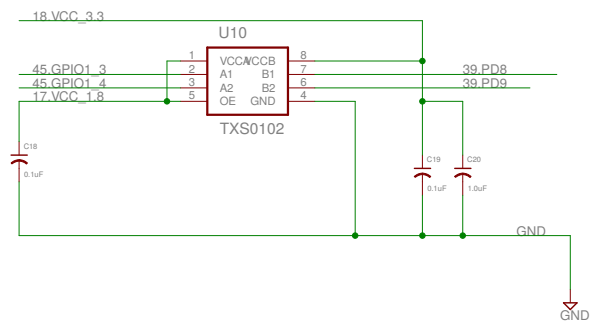 18.VCC_3.3
U10
1 VCCA VCCB 8
45.GPIO1_3 2 A1 B1 7 39.PD8
45.GPIO1_4 3 A2 B2 6 39.PD9
17.VCC_1.8 5 OE GND 4
TXS0102
C18
0.1uF
C19
0.1uF
C20
1.0uF
GND
GND